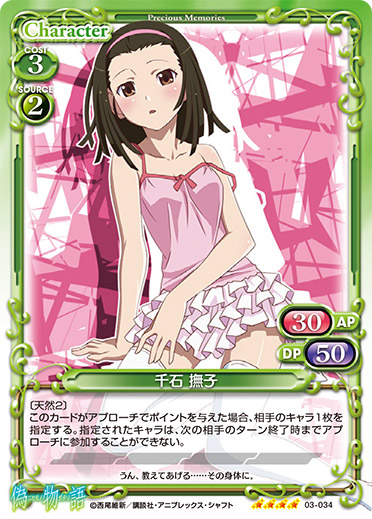 Precious Memories
Character
COST
3
SOURCE
2
30 AP
DP 50
千石 撫子
[天然2]
このカードがアプローチでポイントを与えた場合、相手のキャラ1枚を
指定する。指定されたキャラは、次の相手のターン終了時までアプ
ローチに参加することができない。
うん、教えてあげる……その身体に。
偽物語
©西尾維新/講談社・アニプレックス・シャフト
03-034